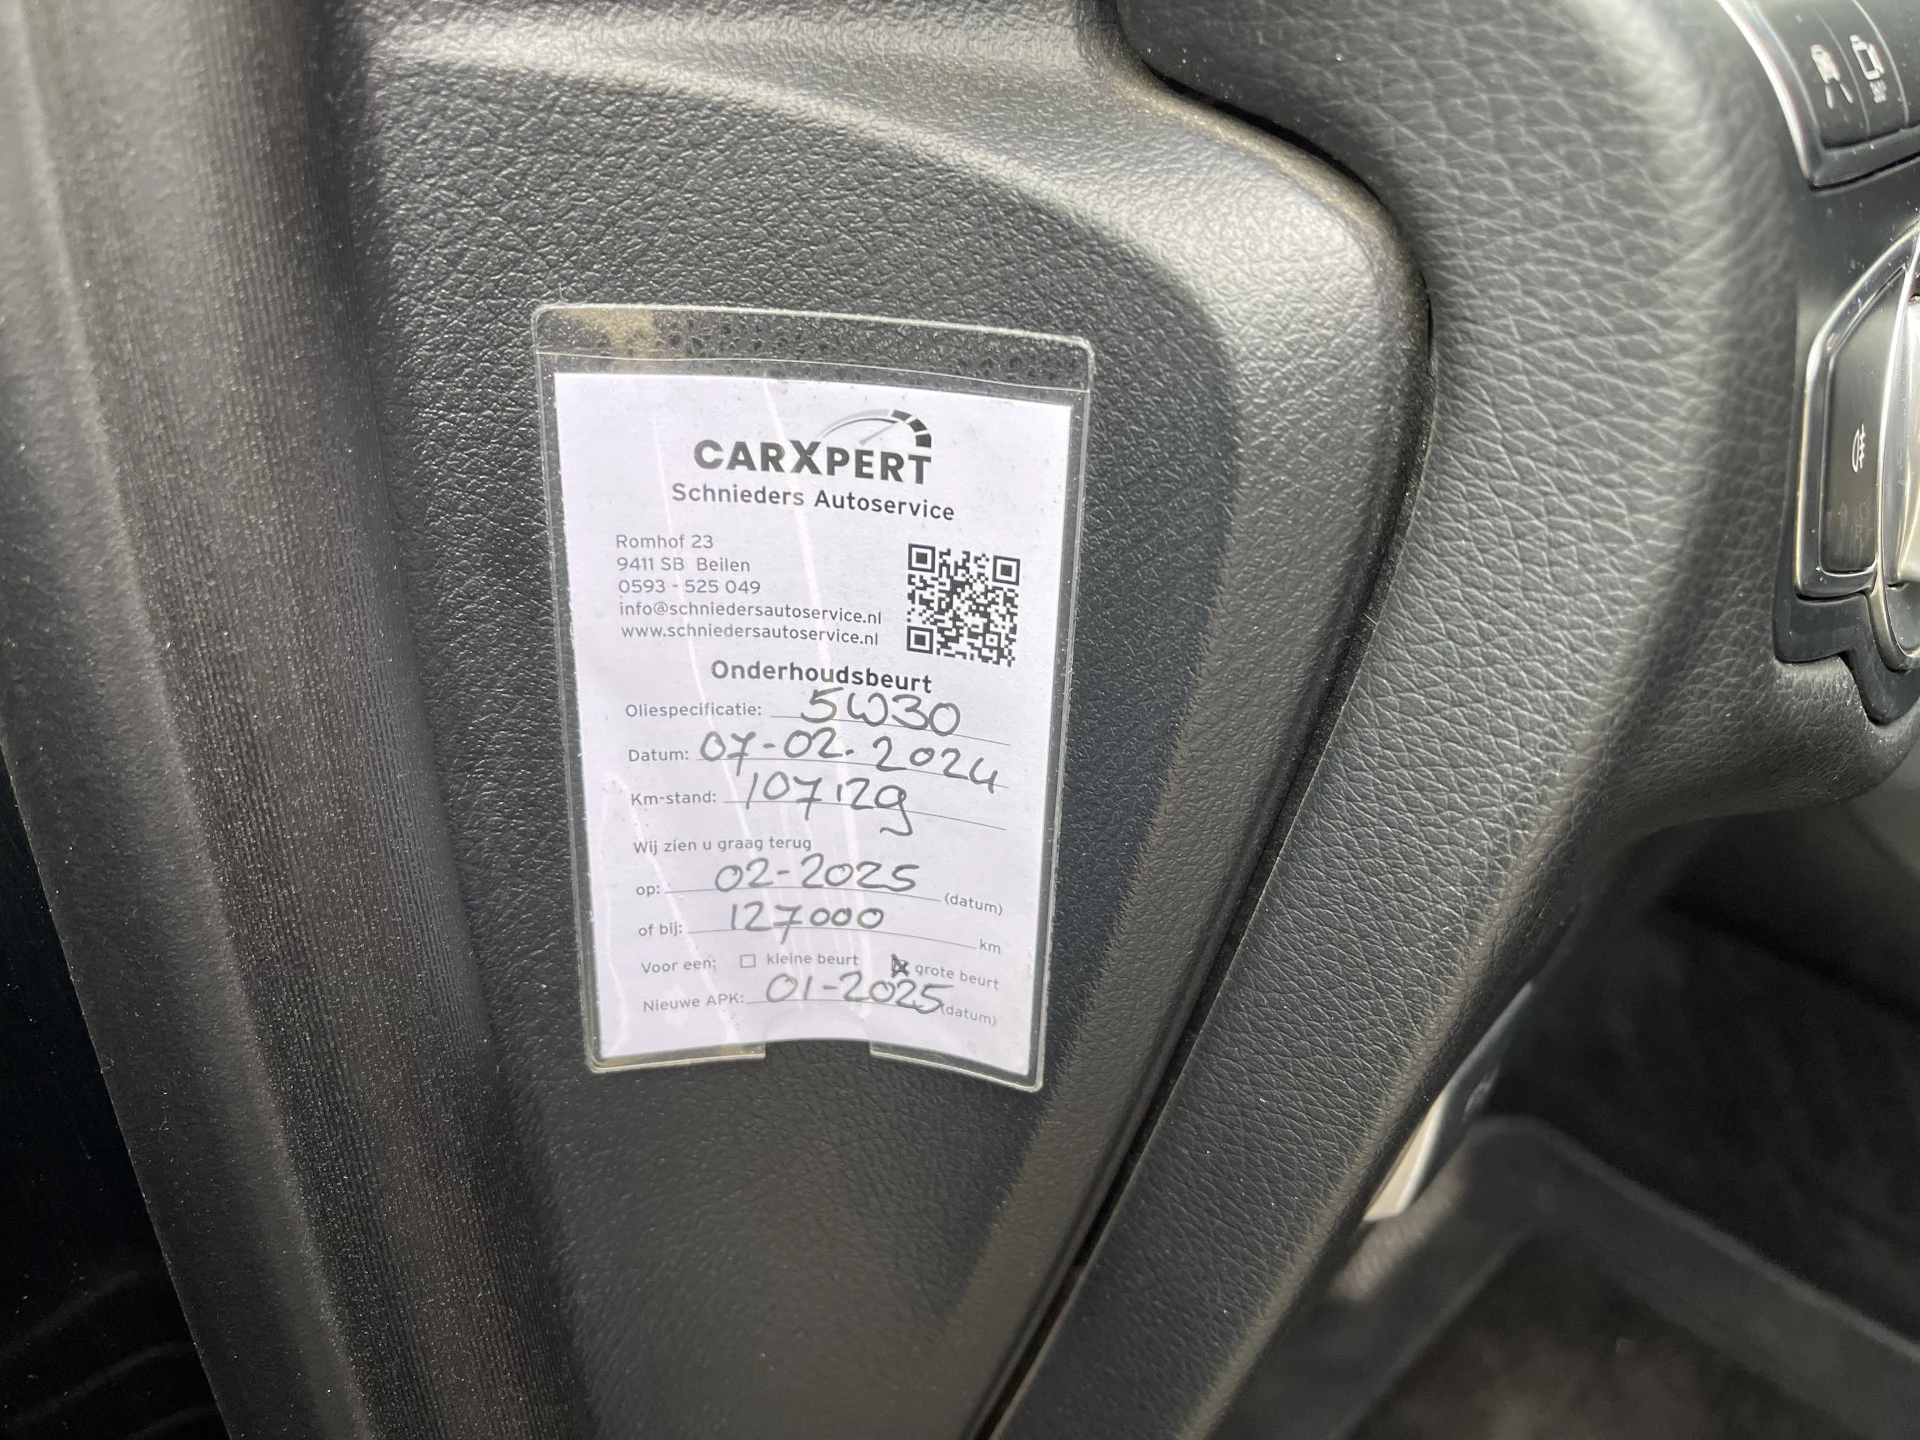 CARXPERT
Schnieders Autoservice
Romhof 23
9411 SB Beilen
0593 - 525 049
info@schniedersautoservice.nl
www.schniedersautoservice.nl
Onderhoudsbeurt
Oliespecificatie: 5W30
Datum: 07-02-2024
Km-stand: 107129
Wij zien u graag terug
op: 02-2025 (datum)
of bij: 127000 km
Voor een: kleine beurt grote beurt
Nieuwe APK: 01-2025 (datum)